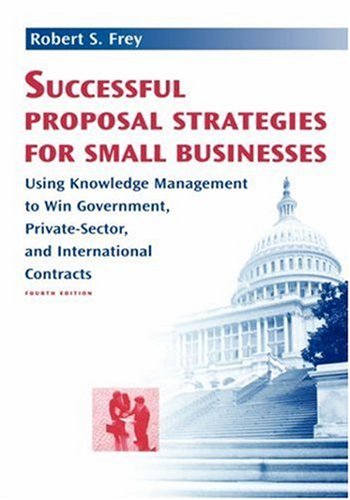 Robert S. Frey
SUCCESSFUL
PROPOSAL STRATEGIES
FOR SMALL BUSINESSES
Using Knowledge Management
to Win Government,
Private-Sector,
and International
Contracts
FOURTH EDITION